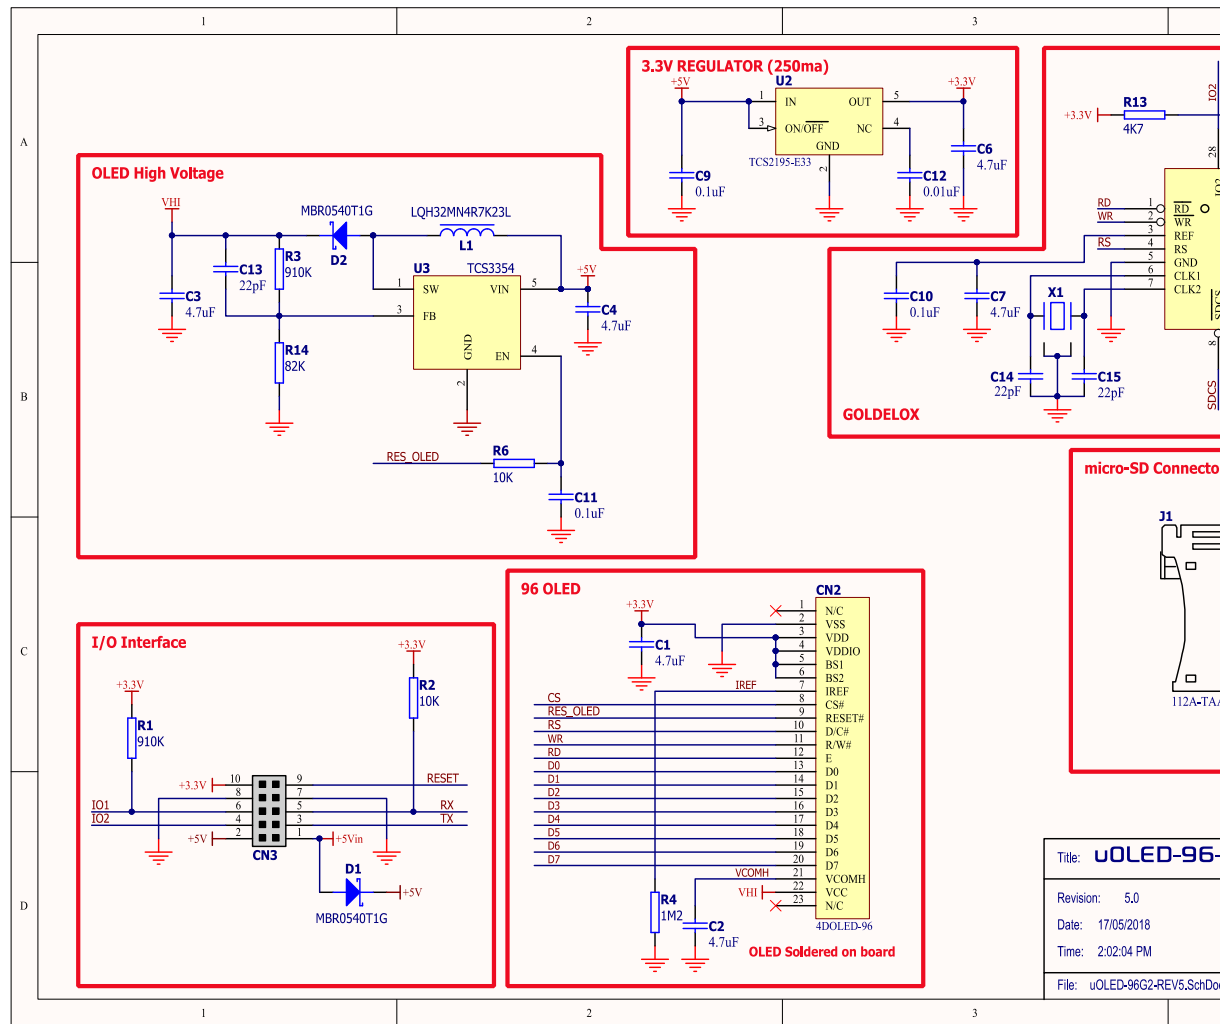 1 2 3
A
B
C
D
3.3V REGULATOR (250ma)
+5V
U2
+3.3V
1 IN OUT 5
3 ON/OFF NC 4
GND
2
TCS2195-E33
C9
0.1uF
C12
0.01uF
C6
4.7uF
OLED High Voltage
VHI
MBR0540T1G
D2
LQH32MN4R7K23L
L1
C13
22pF
R3
910K
C3
4.7uF
R14
82K
U3 TCS3354
1 SW VIN 5
3 FB
GND
EN 4
2
+5V
C4
4.7uF
RES_OLED
R6
10K
C11
0.1uF
+3.3V
R13
4K7
IO2
28
IO2
RD 1 RD
WR 2 WR
3 REF
RS 4 RS
5 GND
6 CLK1
7 CLK2
SDCS
8
SDCS
C10
0.1uF
C7
4.7uF
X1
C14
22pF
C15
22pF
GOLDELOX
micro-SD Connecto
J1
112A-TAA
I/O Interface
+3.3V
R1
910K
+3.3V
R2
10K
+3.3V 10 9 RESET
8 7
IO1 6 5 RX
IO2 4 3 TX
+5V 2 1 +5Vin
CN3
D1
+5V
MBR0540T1G
96 OLED
+3.3V
C1
4.7uF
CN2
1 N/C
2 VSS
3 VDD
4 VDDIO
5 BS1
6 BS2
IREF 7 IREF
CS 8 CS#
RES_OLED 9 RESET#
RS 10 D/C#
WR 11 R/W#
RD 12 E
D0 13 D0
D1 14 D1
D2 15 D2
D3 16 D3
D4 17 D4
D5 18 D5
D6 19 D6
D7 20 D7
VCOMH 21 VCOMH
VHI 22 VCC
23 N/C
4DOLED-96
R4
1M2
C2
4.7uF
OLED Soldered on board
Title: uOLED-96-
Revision: 5.0
Date: 17/05/2018
Time: 2:02:04 PM
File: uOLED-96G2-REV5.SchDoc
1 2 3